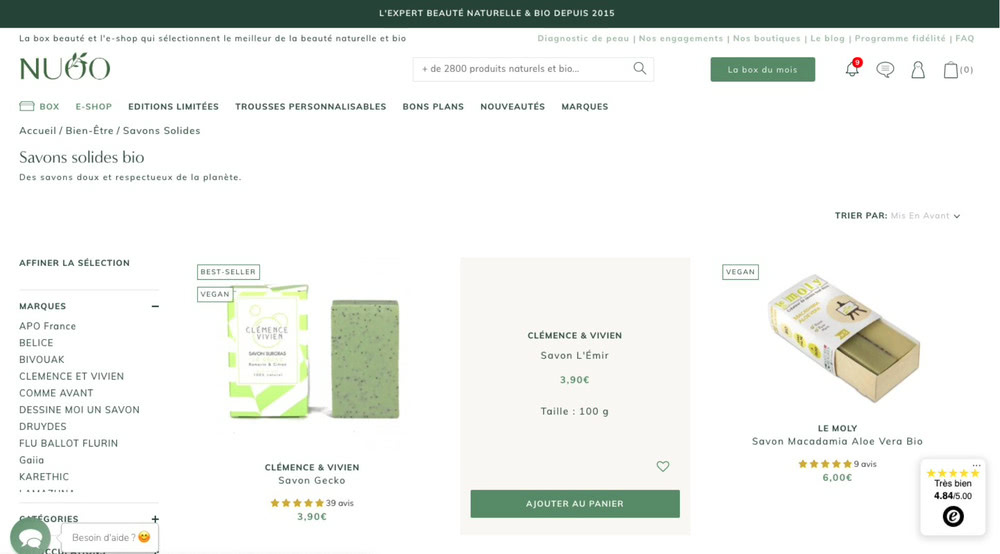 L'EXPERT BEAUTÉ NATURELLE & BIO DEPUIS 2015
La box beauté et l'e-shop qui sélectionnent le meilleur de la beauté naturelle et bio
Diagnostic de peau | Nos engagements | Nos boutiques | Le blog | Programme fidélité | FAQ
NUOO
+ de 2800 produits naturels et bio...
La box du mois
9
(0)
BOX E-SHOP EDITIONS LIMITÉES TROUSSES PERSONNALISABLES BONS PLANS NOUVEAUTÉS MARQUES
Accueil / Bien-Être / Savons Solides
Savons solides bio
Des savons doux et respectueux de la planète.
TRIER PAR: Mis En Avant
AFFINER LA SÉLECTION
MARQUES
APO France
BELICE
BIVOUAK
CLEMENCE ET VIVIEN
COMME AVANT
DESSINE MOI UN SAVON
DRUYDES
FLU BALLOT FLURIN
Gaiia
KARETHIC
CATÉGORIES
Besoin d'aide ? 😊
BEST-SELLER
VEGAN
CLÉMENCE
VIVIEN
SAVON SURGRAS
CLÉMENCE & VIVIEN
Savon Gecko
39 avis
3,90€
CLÉMENCE & VIVIEN
Savon L'Émir
3,90€
Taille : 100 g
AJOUTER AU PANIER
VEGAN
le moly
LE MOLY
Savon Macadamia Aloe Vera Bio
9 avis
6,00€
Très bien
4.84/5.00
e